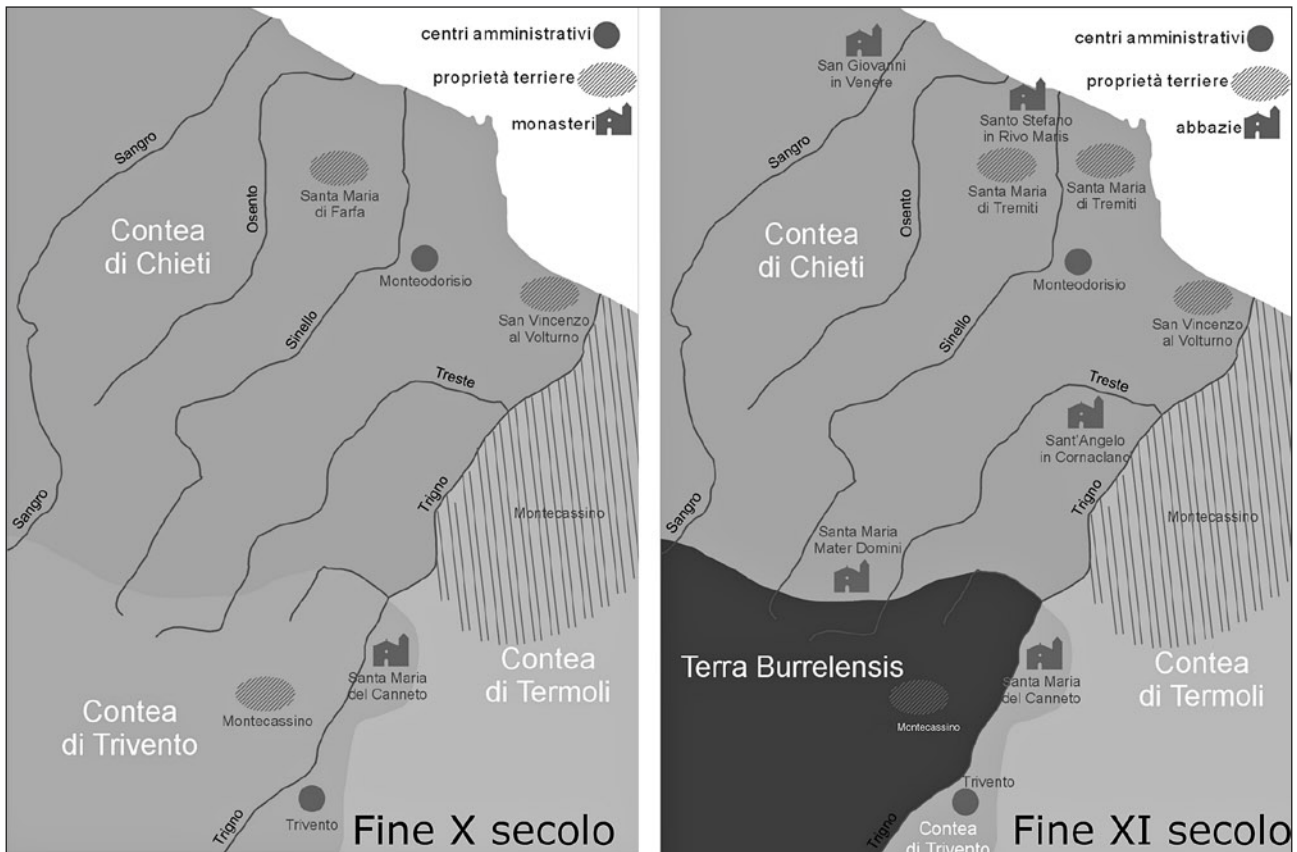 centri amministrativi
proprietà terriere
monasteri
Sangro
Osento
Santa Maria
di Farfa
Contea
di Chieti
Monteodorisio
Sinello
San Vincenzo
al Volturno
Treste
Sangro
Trigno
Montecassino
Santa Maria
del Canneto
Contea
di Termoli
Montecassino
Contea
di Trivento
Trivento
Trigno
Fine X secolo
centri amministrativi
proprietà terriere
abbazie
San Giovanni
in Venere
Santo Stefano
in Rivo Maris
Sangro
Osento
Santa Maria
di Tremiti
Santa Maria
di Tremiti
Contea
di Chieti
Monteodorisio
Sinello
San Vincenzo
al Volturno
Treste
Sant'Angelo
in Cornaclano
Sangro
Trigno
Montecassino
Santa Maria
Mater Domini
Terra Burrelensis
Santa Maria
del Canneto
Contea
di Termoli
Montecassino
Trivento
Trigno
Contea
di Trivento
Fine XI secolo